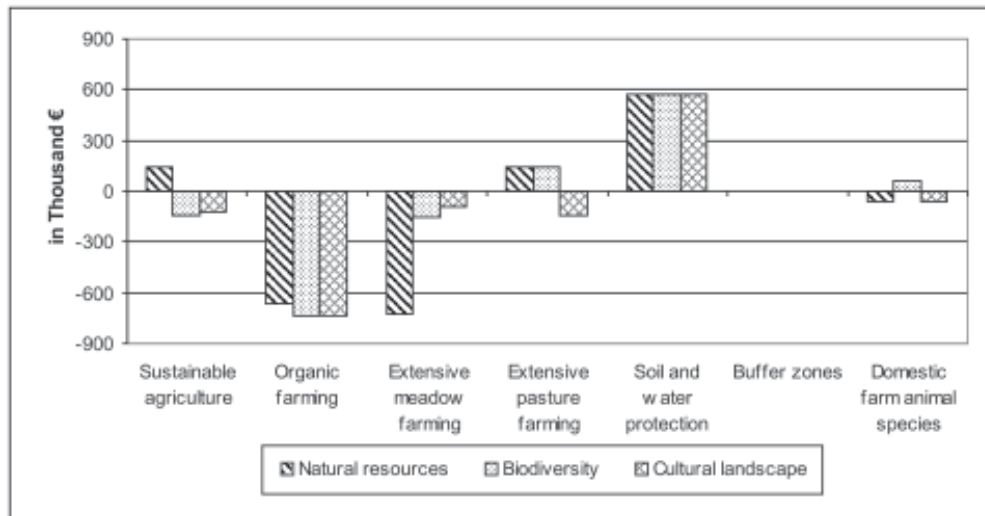 900
600
300
0
-300
-600
-900
in Thousand €
Sustainable agriculture
Organic farming
Extensive meadow farming
Extensive pasture farming
Soil and water protection
Buffer zones
Domestic farm animal species
Natural resources
Biodiversity
Cultural landscape